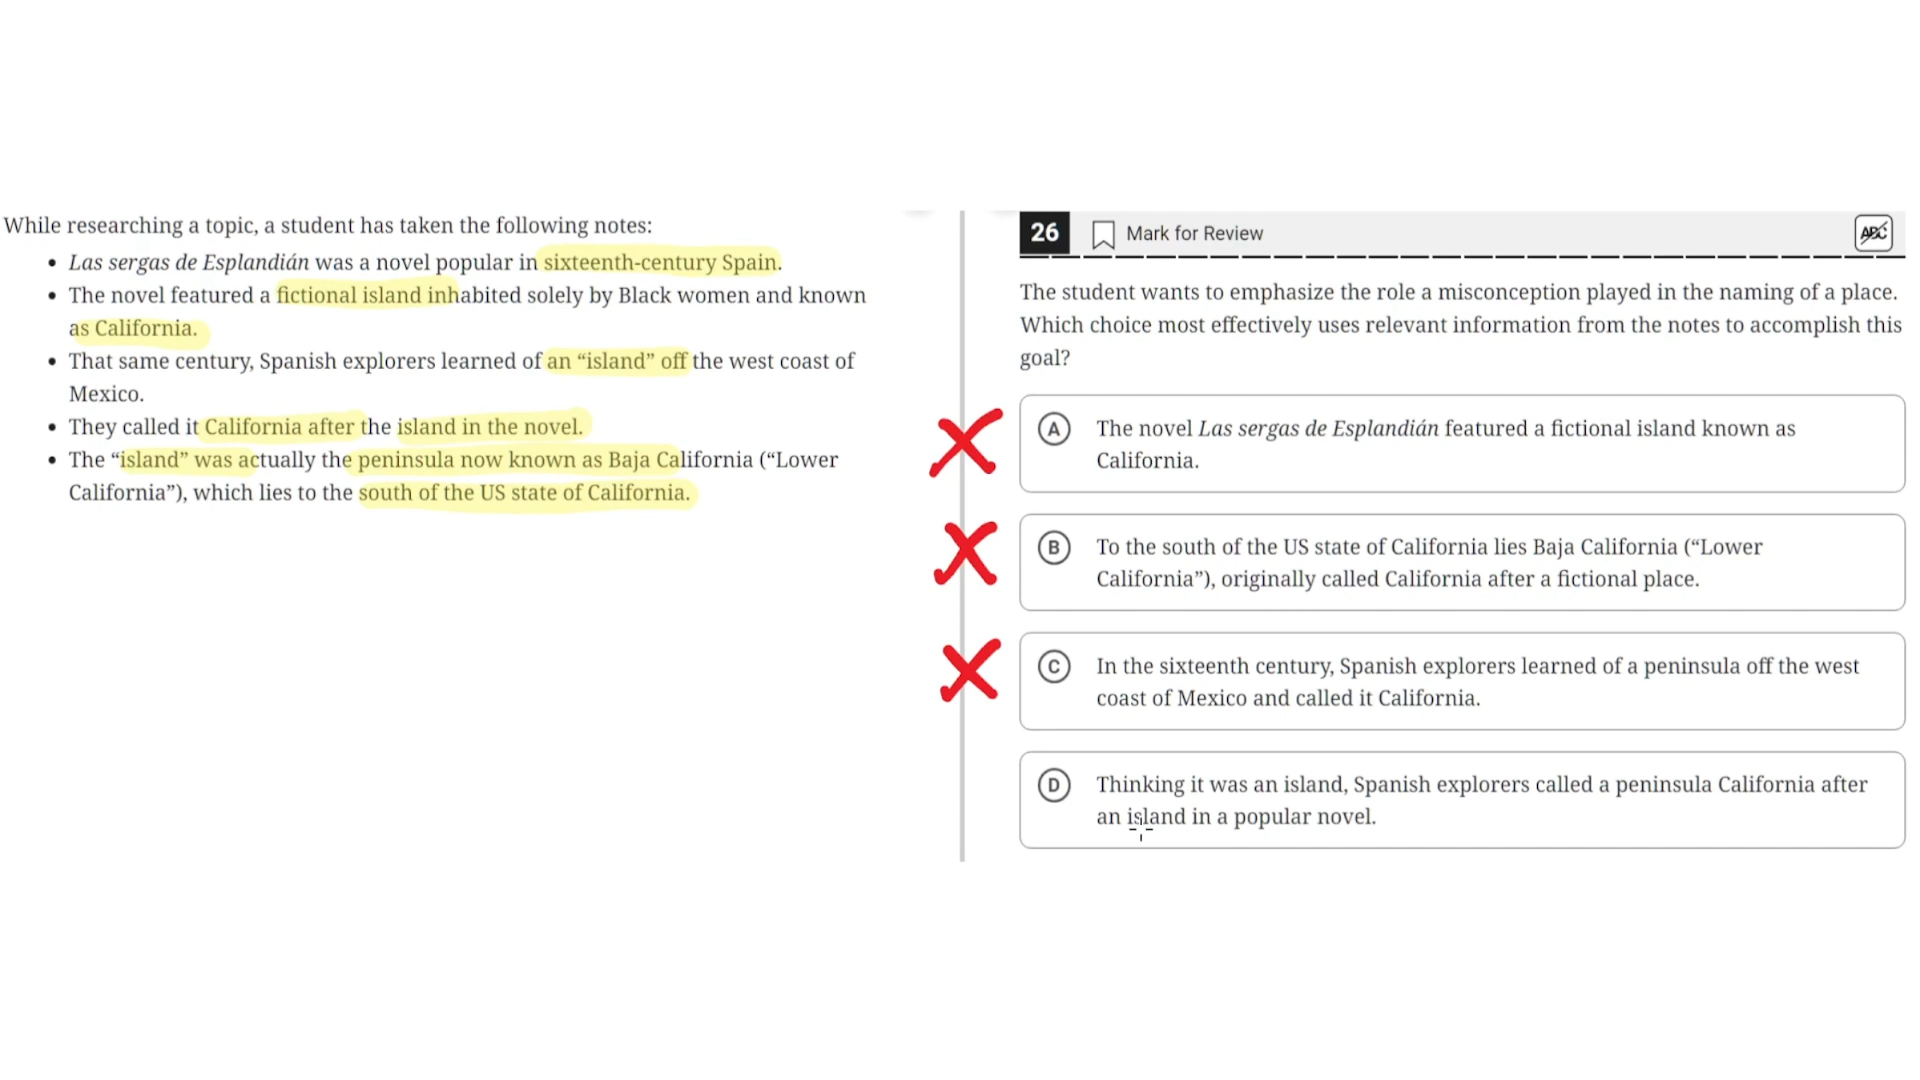 While researching a topic, a student has taken the following notes:
• Las sergas de Esplandián was a novel popular in sixteenth-century Spain.
• The novel featured a fictional island inhabited solely by Black women and known
as California.
• That same century, Spanish explorers learned of an “island” off the west coast of
Mexico.
• They called it California after the island in the novel.
• The “island” was actually the peninsula now known as Baja California (“Lower
California”), which lies to the south of the US state of California.
26 Mark for Review ABC
The student wants to emphasize the role a misconception played in the naming of a place.
Which choice most effectively uses relevant information from the notes to accomplish this
goal?
A The novel Las sergas de Esplandián featured a fictional island known as
California.
B To the south of the US state of California lies Baja California (“Lower
California”), originally called California after a fictional place.
C In the sixteenth century, Spanish explorers learned of a peninsula off the west
coast of Mexico and called it California.
D Thinking it was an island, Spanish explorers called a peninsula California after
an island in a popular novel.